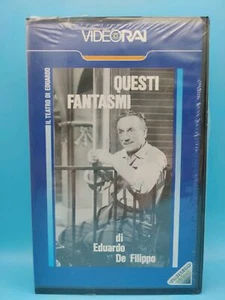 VIDEORAI
IL TEATRO DI EDUARDO
QUESTI
FANTASMI
di
Eduardo
De Filippo